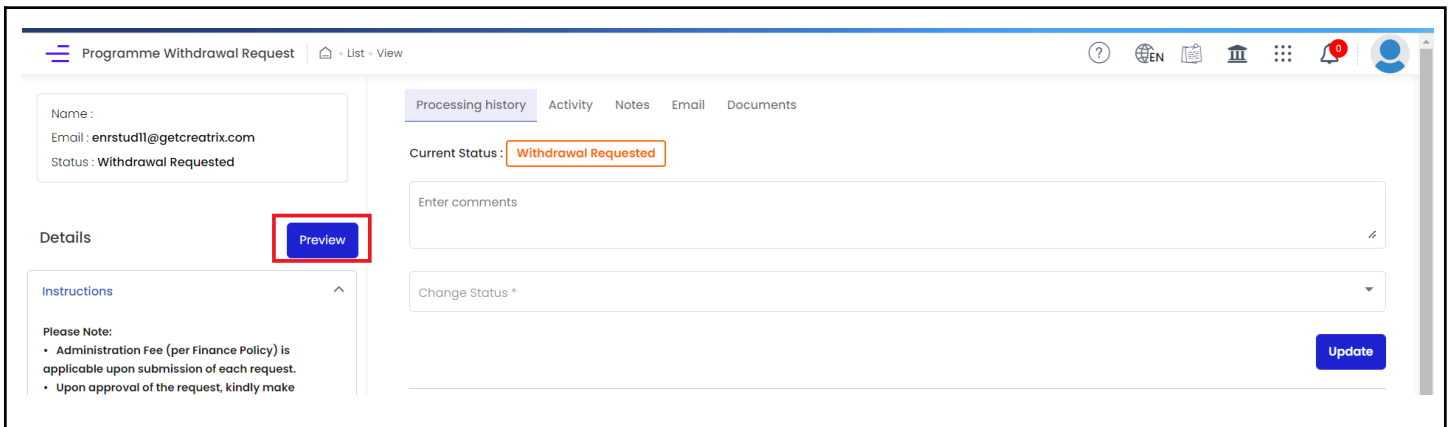 Programme Withdrawal Request
List • View
EN
0
Name :
Email : enrstud11@getcreatrix.com
Status : Withdrawal Requested
Details
Preview
Instructions
Please Note:
• Administration Fee (per Finance Policy) is
applicable upon submission of each request.
• Upon approval of the request, kindly make
Processing history
Activity
Notes
Email
Documents
Current Status : Withdrawal Requested
Enter comments
Change Status *
Update